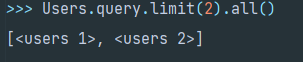 >>> Users.query.limit(2).all()
[<users 1>, <users 2>]